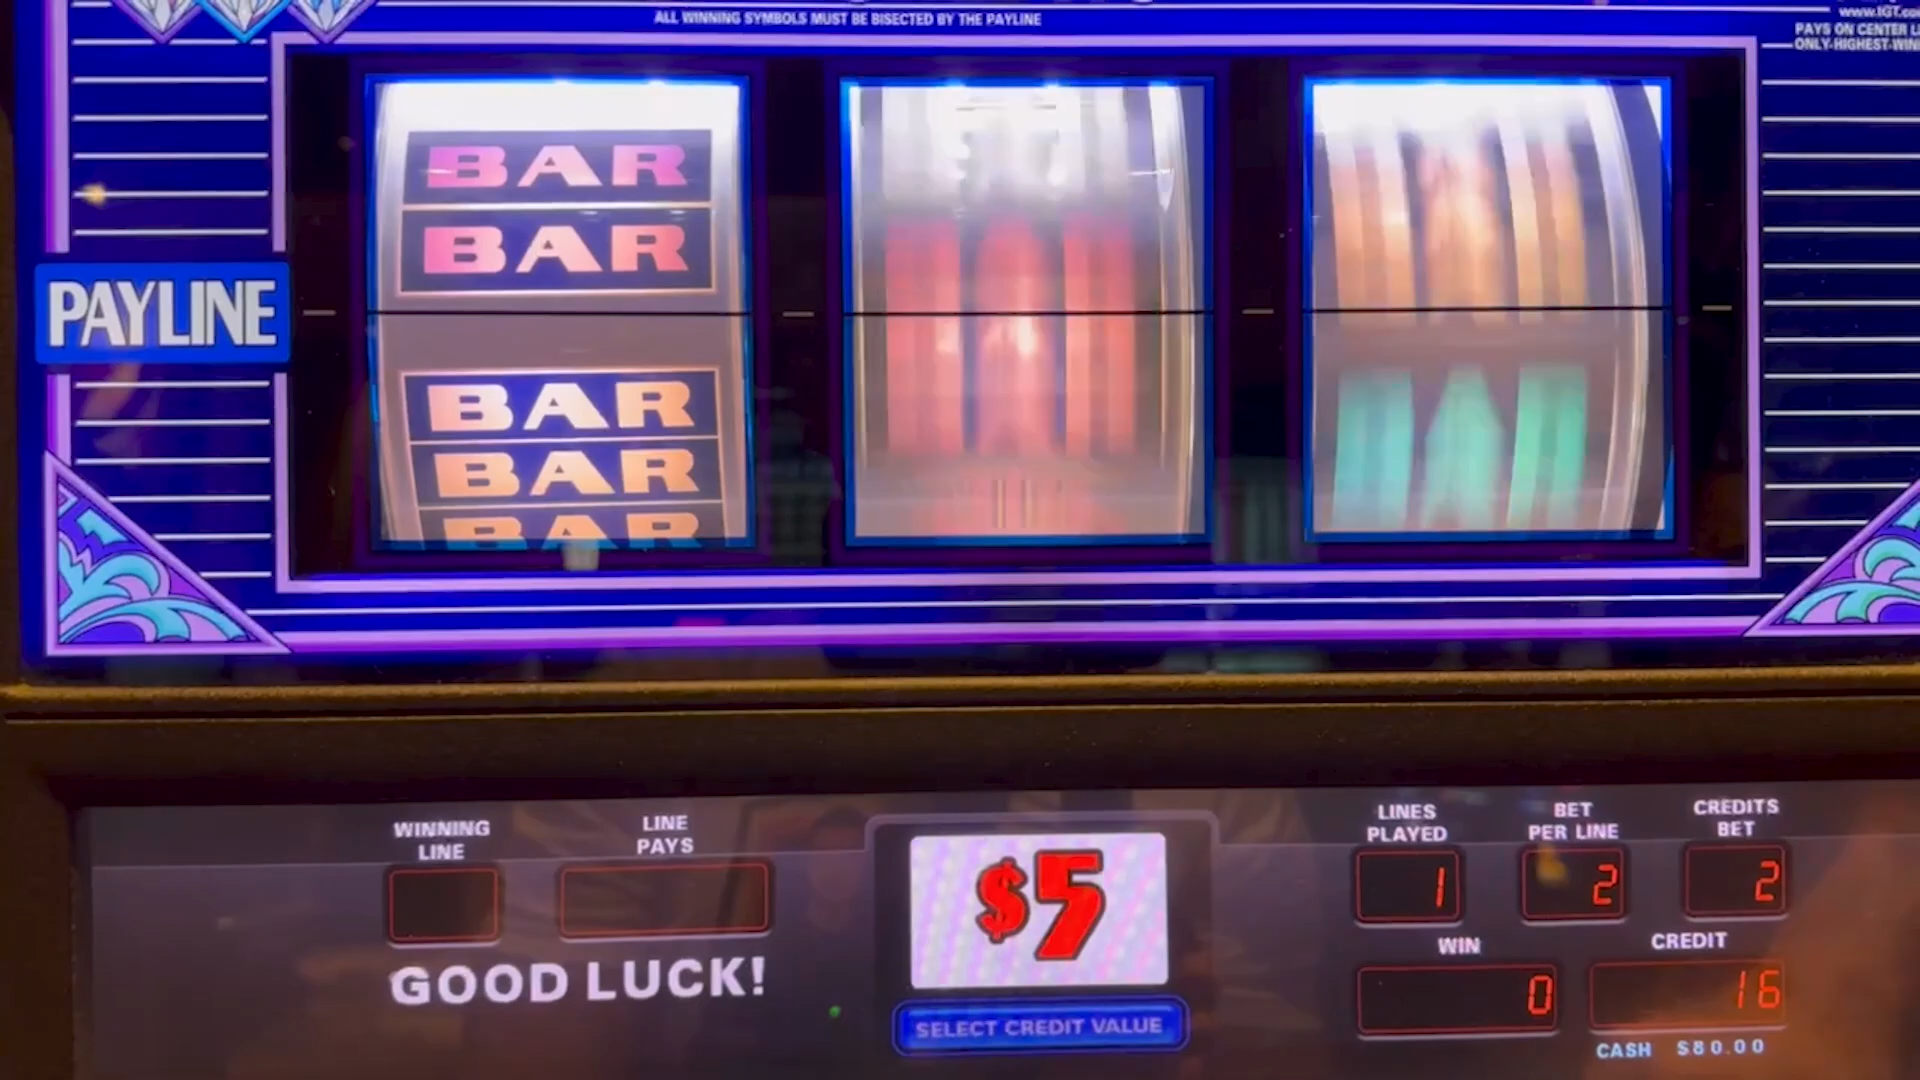 ALL WINNING SYMBOLS MUST BE BISECTED BY THE PAYLINE
PAYS ON CENTER
ONLY HIGHEST
BAR
BAR
PAYLINE
BAR
BAR
BAR
WINNING
LINE
LINE
PAYS
GOOD LUCK!
$5
SELECT CREDIT VALUE
LINES
PLAYED
1
BET
PER LINE
2
CREDITS
BET
2
WIN
0
CREDIT
16
CASH $80.00